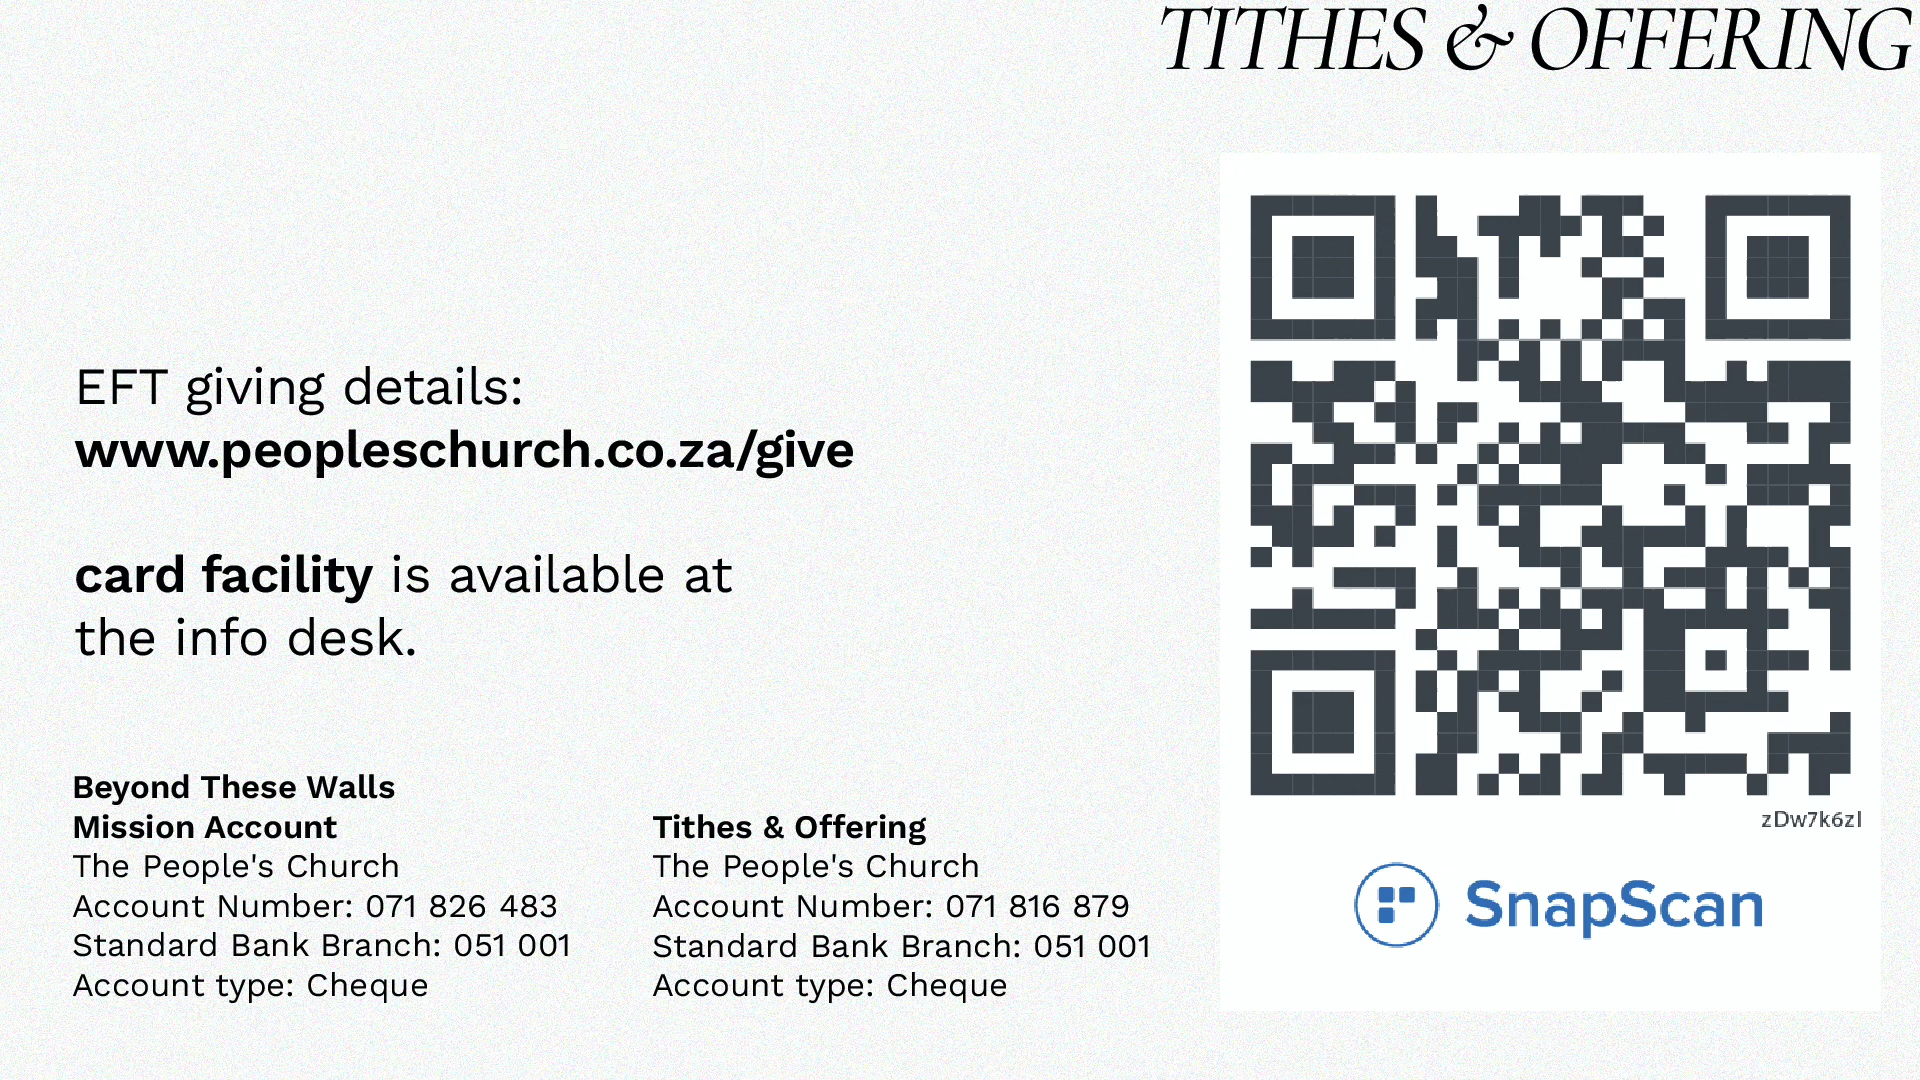 TITHES & OFFERING
EFT giving details:
www.peopleschurch.co.za/give
card facility is available at
the info desk.
Beyond These Walls
Mission Account
The People's Church
Account Number: 071 826 483
Standard Bank Branch: 051 001
Account type: Cheque
Tithes & Offering
The People's Church
Account Number: 071 816 879
Standard Bank Branch: 051 001
Account type: Cheque
zDw7k6zI
SnapScan